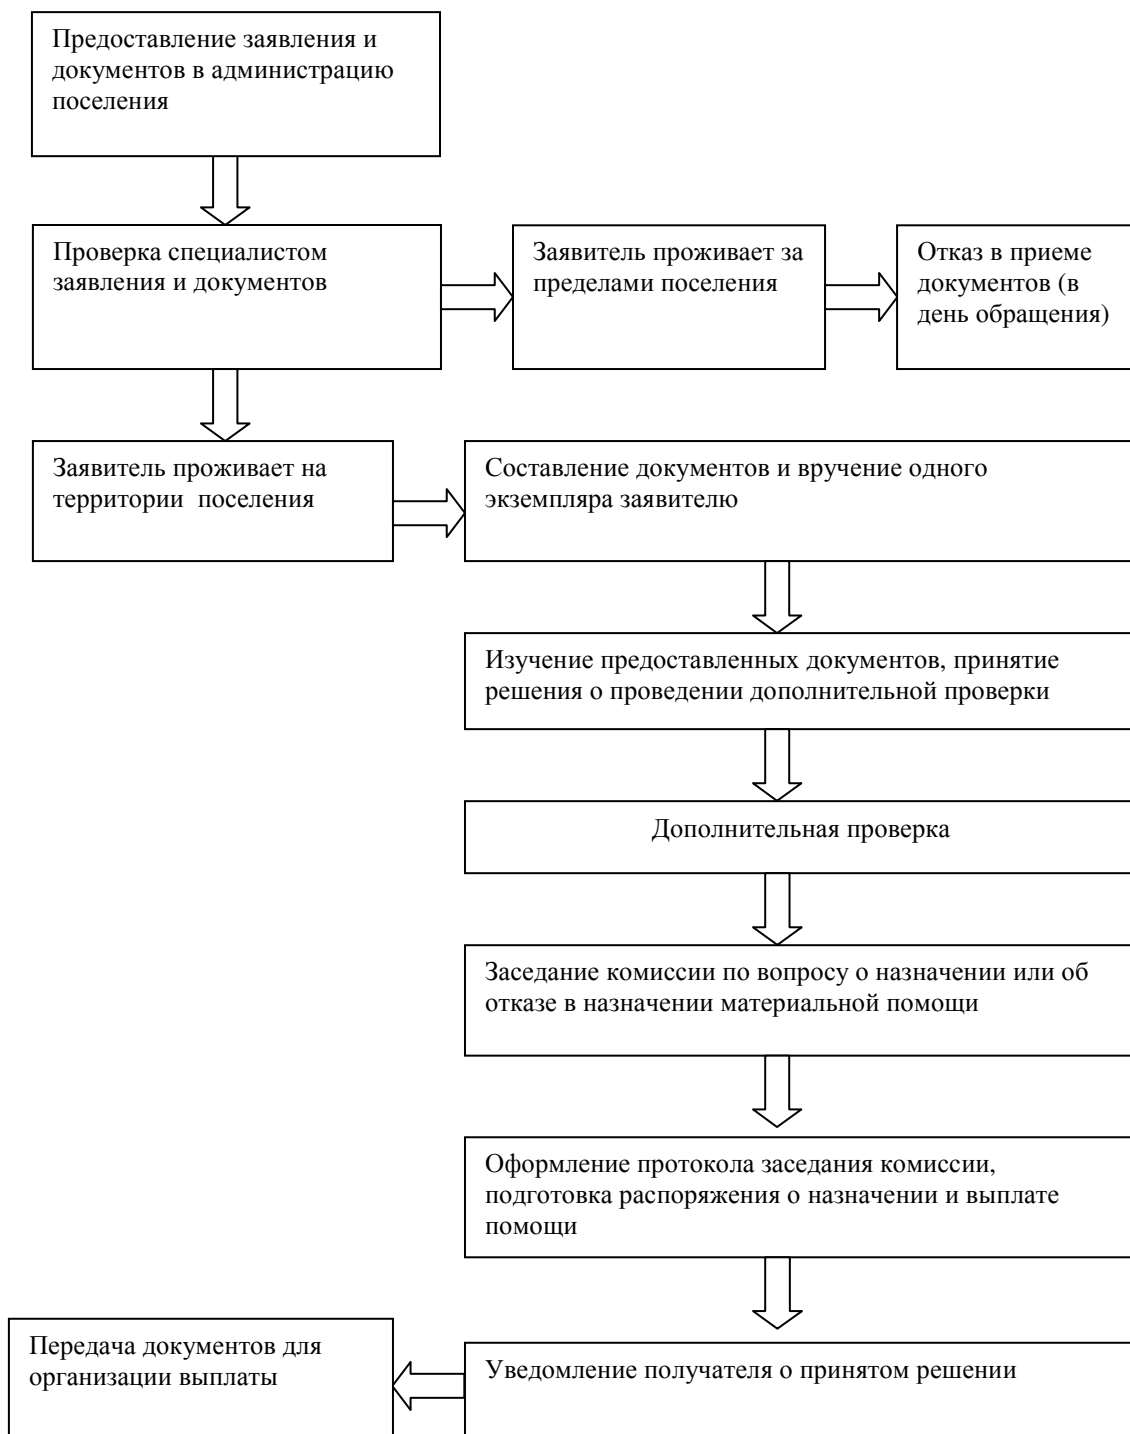 Предоставление заявления и
документов в администрацию
поселения
Проверка специалистом
заявления и документов
Заявитель проживает за
пределами поселения
Отказ в приеме
документов (в
день обращения)
Заявитель проживает на
территории  поселения
Составление документов и вручение одного
экземпляра заявителю
Изучение предоставленных документов, принятие
решения о проведении дополнительной проверки
Дополнительная проверка
Заседание комиссии по вопросу о назначении или об
отказе в назначении материальной помощи
Оформление протокола заседания комиссии,
подготовка распоряжения о назначении и выплате
помощи
Передача документов для
организации выплаты
Уведомление получателя о принятом решении